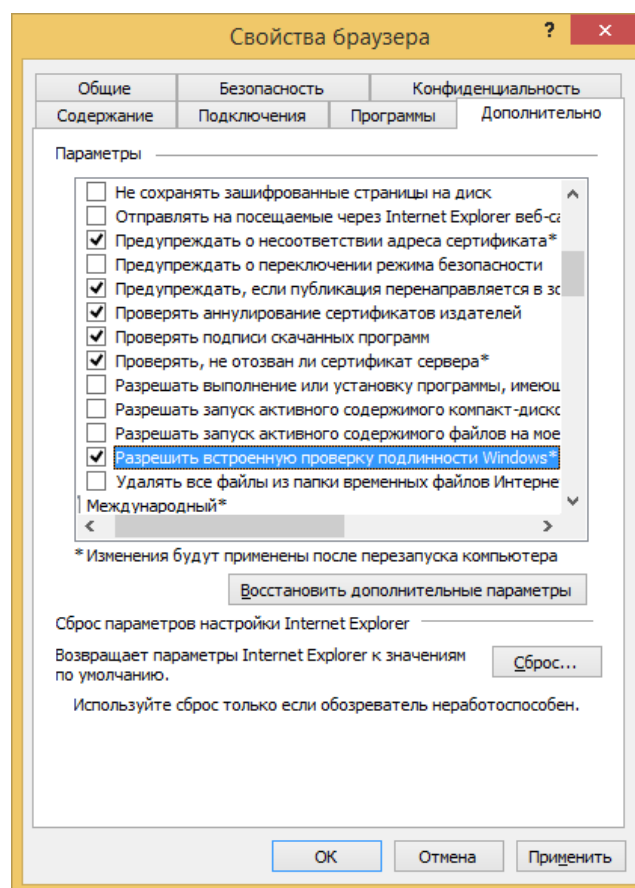 Свойства браузера
?
×
Общие
Безопасность
Конфиденциальность
Содержание
Подключения
Программы
Дополнительно
Параметры
Не сохранять зашифрованные страницы на диск
Отправлять на посещаемые через Internet Explorer веб-са
Предупреждать о несоответствии адреса сертификата*
Предупреждать о переключении режима безопасности
Предупреждать, если публикация перенаправляется в зо
Проверять аннулирование сертификатов издателей
Проверять подписи скачанных программ
Проверять, не отозван ли сертификат сервера*
Разрешать выполнение или установку программы, имеющ
Разрешать запуск активного содержимого компакт-диско
Разрешать запуск активного содержимого файлов на мое
Разрешить встроенную проверку подлинности Windows*
Удалять все файлы из папки временных файлов Интерне
Международный*
* Изменения будут применены после перезапуска компьютера
Восстановить дополнительные параметры
Сброс параметров настройки Internet Explorer
Возвращает параметры Internet Explorer к значениям
по умолчанию.
Сброс...
Используйте сброс только если обозреватель неработоспособен.
ОК
Отмена
Применить